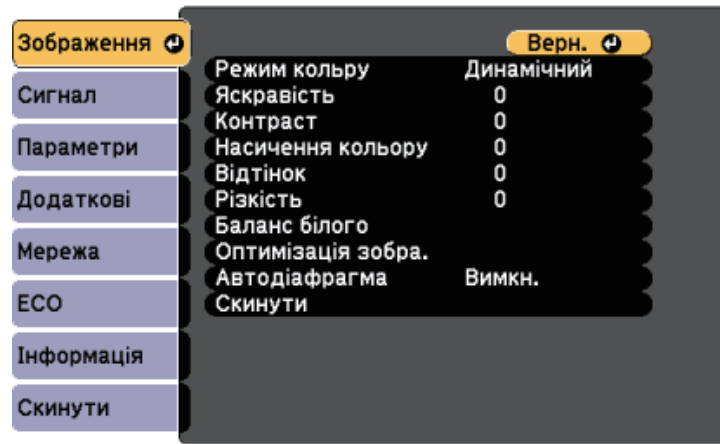 Зображення
Сигнал
Параметри
Додаткові
Мережа
ECO
Інформація
Скинути
Верн.
Режим кольру Динамічний
Яскравість 0
Контраст 0
Насичення кольору 0
Відтінок 0
Різкість 0
Баланс білого
Оптимізація зобра.
Автодіафрагма Вимкн.
Скинути